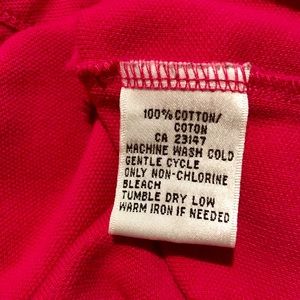 100% COTTON/
COTON
CA 23147
MACHINE WASH COLD
GENTLE CYCLE
ONLY NON-CHLORINE
BLEACH
TUMBLE DRY LOW
WARM IRON IF NEEDED